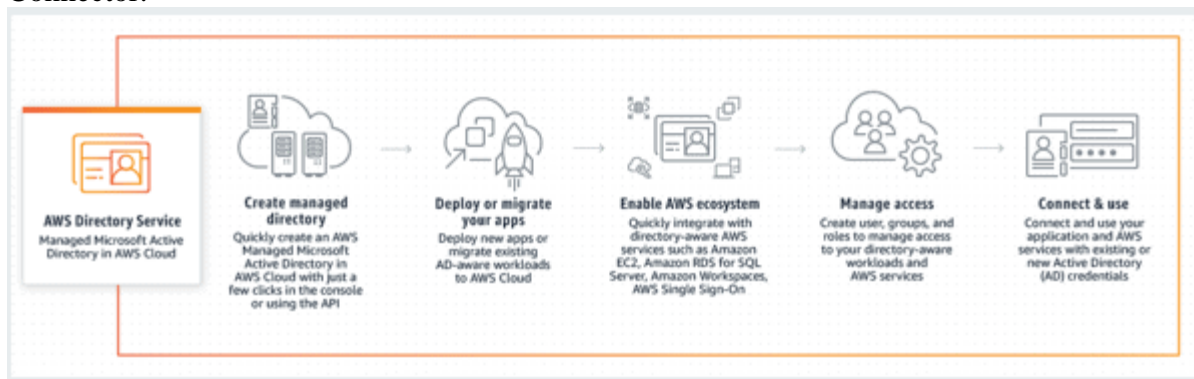 AWS Directory Service
Managed Microsoft Active
Directory in AWS Cloud
Create managed
directory
Quickly create an AWS
Managed Microsoft
Active Directory in
AWS Cloud with just a
few clicks in the console
or using the API
Deploy or migrate
your apps
Deploy new apps or
migrate existing
AD-aware workloads
to AWS Cloud
Enable AWS ecosystem
Quickly integrate with
directory-aware AWS
services such as Amazon
EC2, Amazon RDS for SQL
Server, Amazon Workspaces,
AWS Single Sign-On
Manage access
Create user, groups, and
roles to manage access
to your directory-aware
workloads and
AWS services
Connect & use
Connect and use your
application and AWS
services with existing or
new Active Directory
(AD) credentials